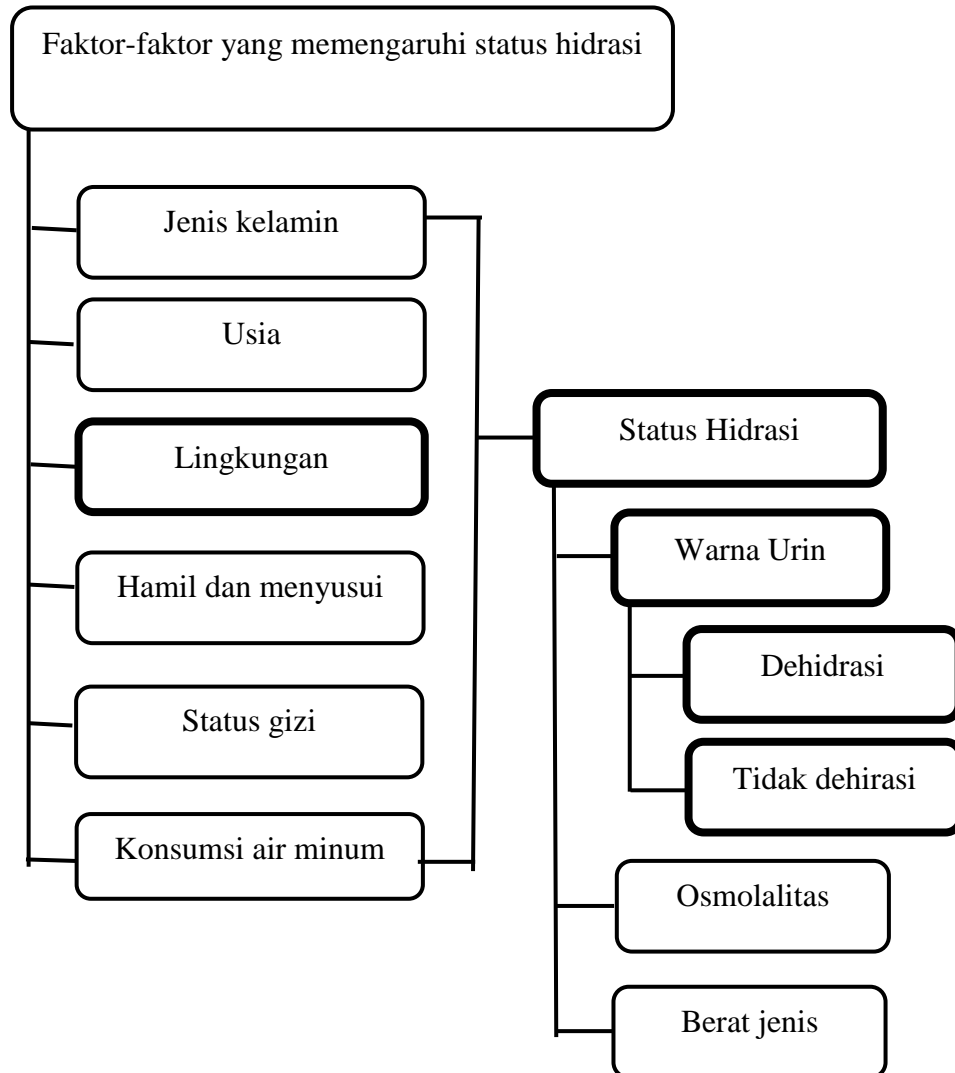 Faktor-faktor yang memengaruhi status hidrasi
Jenis kelamin
Usia
Lingkungan
Hamil dan menyusui
Status gizi
Konsumsi air minum
Status Hidrasi
Warna Urin
Dehidrasi
Tidak dehirasi
Osmolalitas
Berat jenis